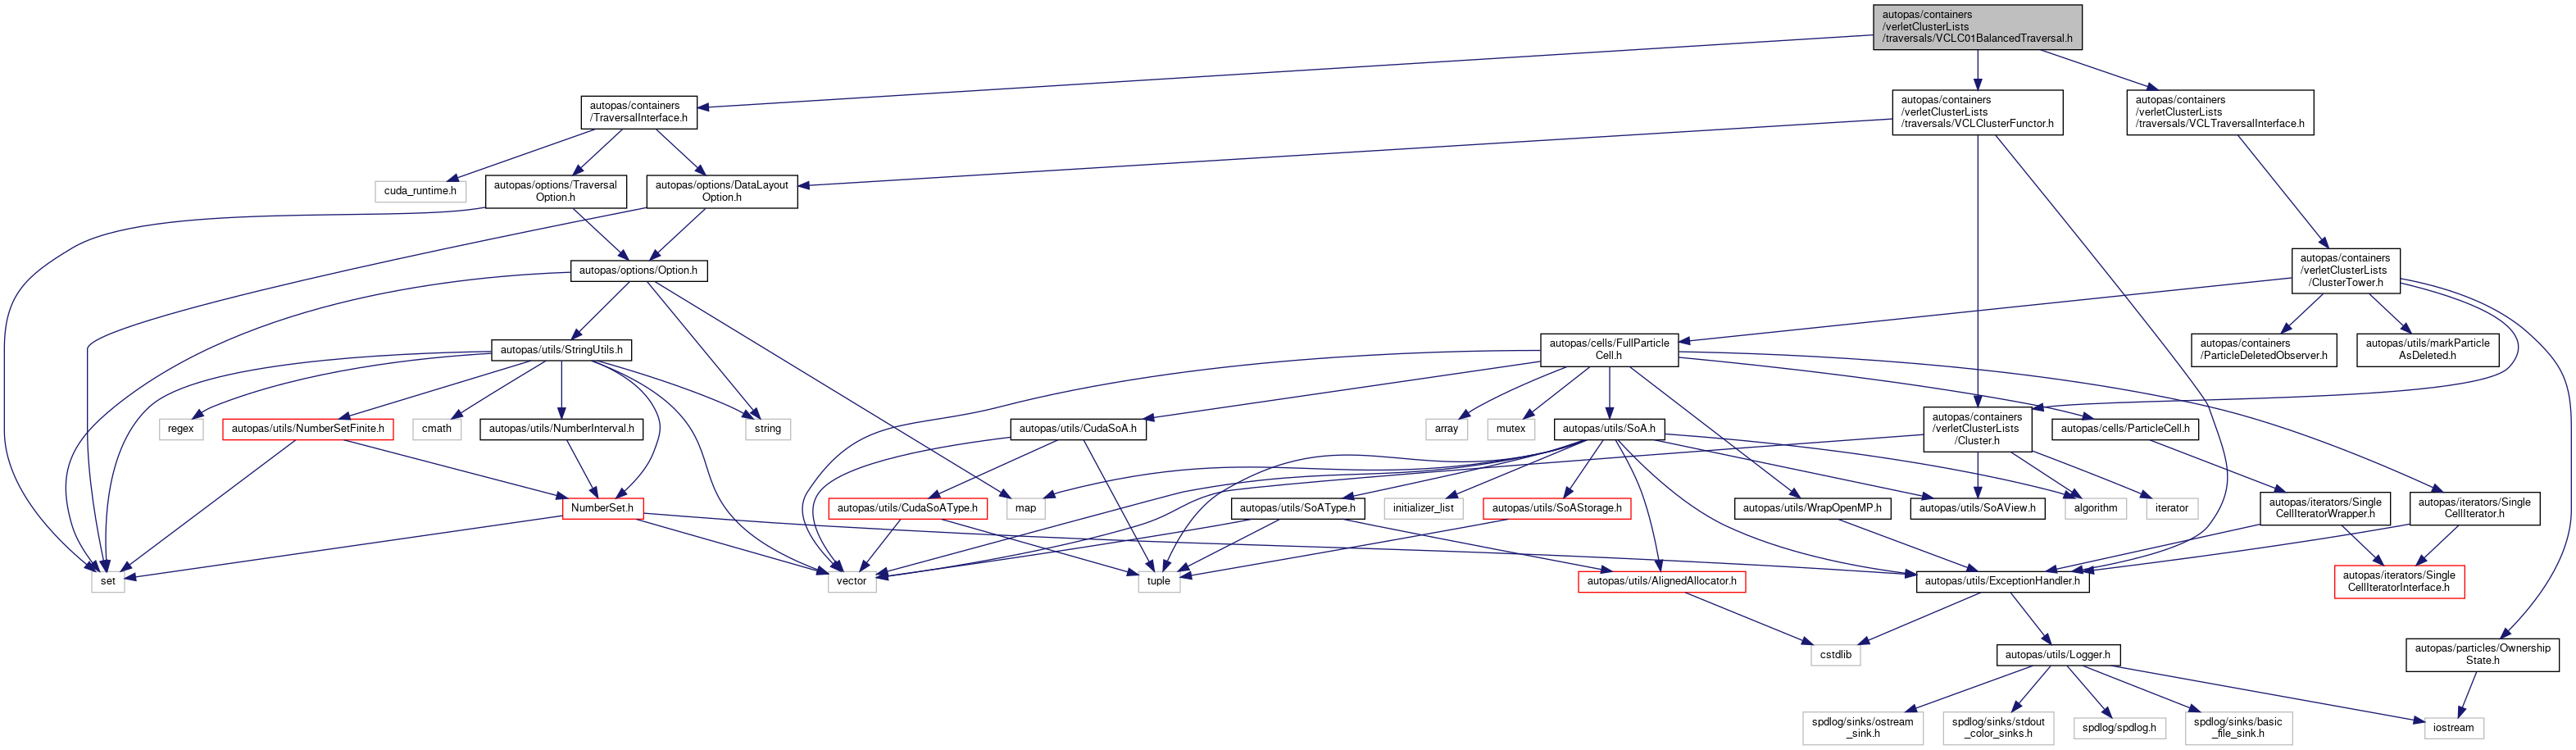 autopas/containers
/verletClusterLists
/traversals/VCLC01BalancedTraversal.h
autopas/containers
/TraversalInterface.h
autopas/containers
/verletClusterLists
/traversals/VCLClusterFunctor.h
autopas/containers
/verletClusterLists
/traversals/VCLTraversalInterface.h
cuda_runtime.h
autopas/options/Traversal
Option.h
autopas/options/DataLayout
Option.h
autopas/options/Option.h
autopas/containers
/verletClusterLists
/ClusterTower.h
autopas/utils/StringUtils.h
autopas/cells/FullParticle
Cell.h
autopas/containers
/ParticleDeletedObserver.h
autopas/utils/markParticle
AsDeleted.h
regex
autopas/utils/NumberSetFinite.h
cmath
autopas/utils/NumberInterval.h
string
autopas/utils/CudaSoA.h
array
mutex
autopas/utils/SoA.h
autopas/containers
/verletClusterLists
/Cluster.h
autopas/cells/ParticleCell.h
NumberSet.h
autopas/utils/CudaSoAType.h
map
autopas/utils/SoAType.h
initializer_list
autopas/utils/SoAStorage.h
autopas/utils/WrapOpenMP.h
autopas/utils/SoAView.h
algorithm
iterator
autopas/iterators/Single
CellIteratorWrapper.h
autopas/iterators/Single
CellIterator.h
set
vector
tuple
autopas/utils/AlignedAllocator.h
autopas/utils/ExceptionHandler.h
autopas/iterators/Single
CellIteratorInterface.h
cstdlib
autopas/utils/Logger.h
autopas/particles/Ownership
State.h
spdlog/sinks/ostream
_sink.h
spdlog/sinks/stdout
_color_sinks.h
spdlog/spdlog.h
spdlog/sinks/basic
_file_sink.h
iostream